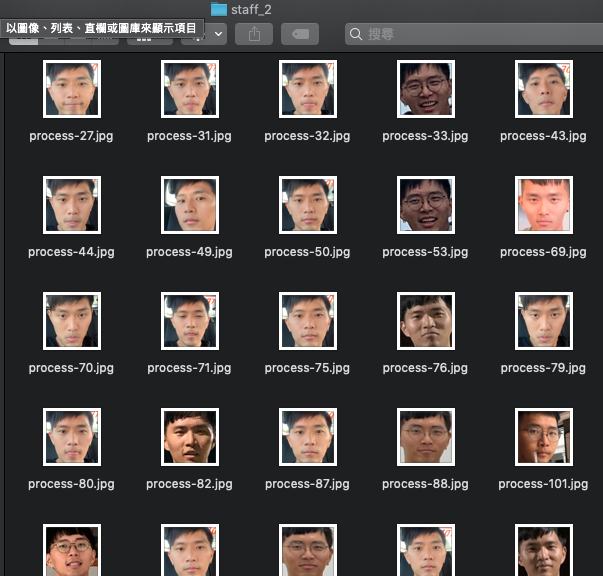 staff_2
以圖像、列表、直欄或圖庫來顯示項目
搜尋
process-27.jpg
process-31.jpg
process-32.jpg
process-33.jpg
process-43.jpg
process-44.jpg
process-49.jpg
process-50.jpg
process-53.jpg
process-69.jpg
process-70.jpg
process-71.jpg
process-75.jpg
process-76.jpg
process-79.jpg
process-80.jpg
process-82.jpg
process-87.jpg
process-88.jpg
process-101.jpg